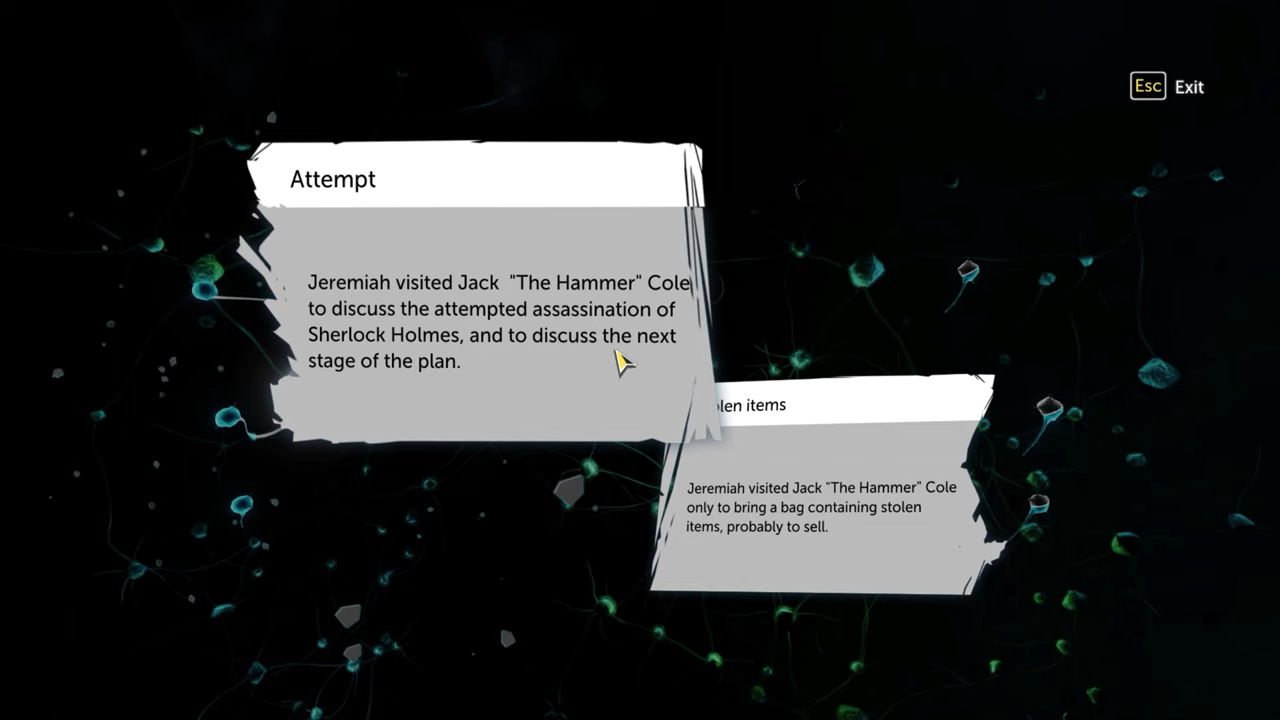 Esc Exit
Attempt
Jeremiah visited Jack "The Hammer" Cole
to discuss the attempted assassination of
Sherlock Holmes, and to discuss the next
stage of the plan.
items
Jeremiah visited Jack "The Hammer" Cole
only to bring a bag containing stolen
items, probably to sell.